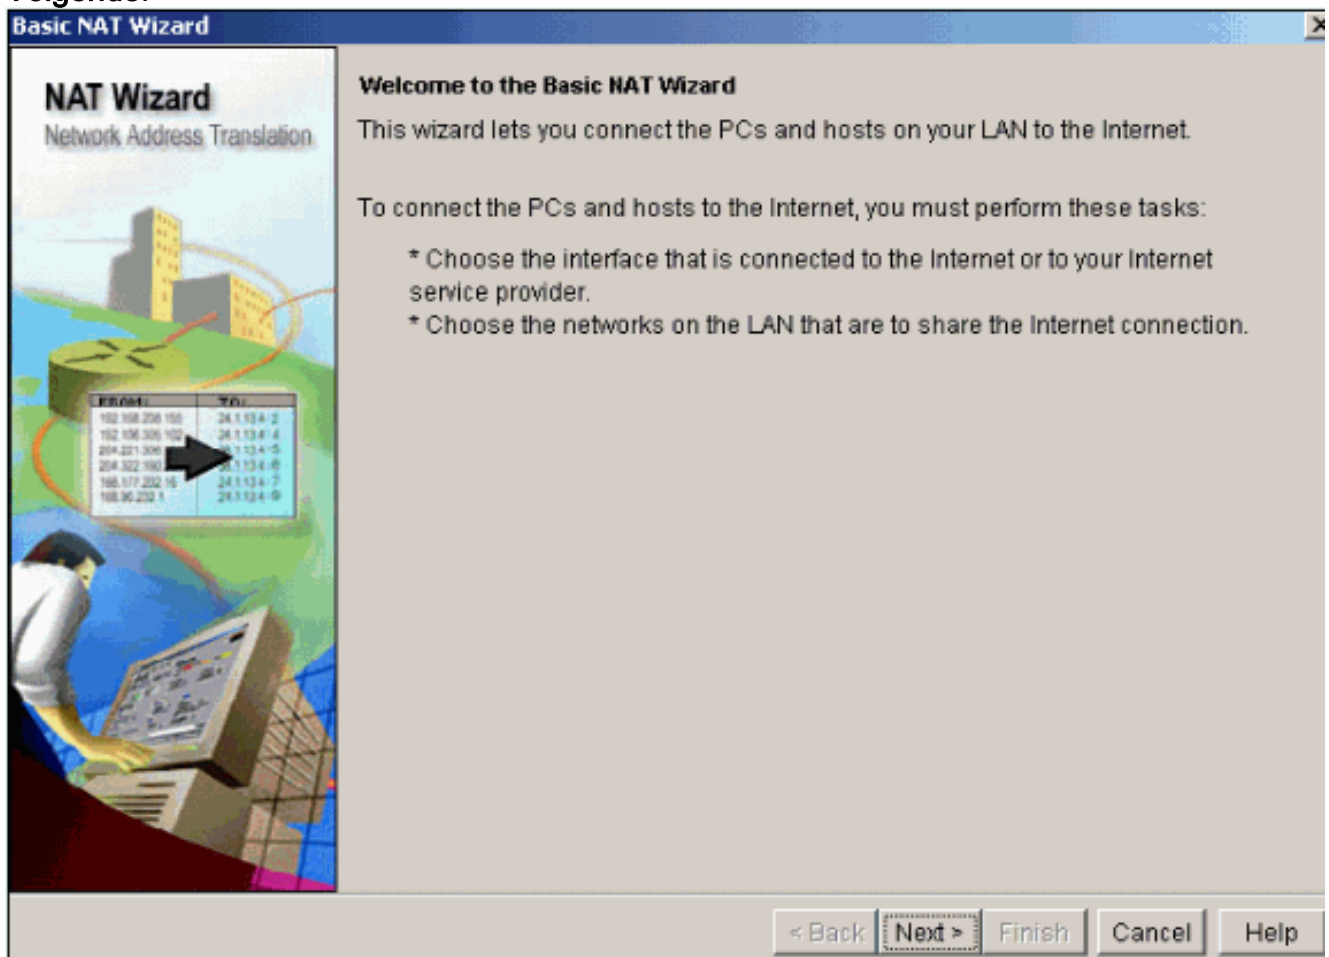 Basic NAT Wizard
NAT Wizard
Network Address Translation
Welcome to the Basic NAT Wizard
This wizard lets you connect the PCs and hosts on your LAN to the Internet.
To connect the PCs and hosts to the Internet, you must perform these tasks:
* Choose the interface that is connected to the Internet or to your Internet
service provider.
* Choose the networks on the LAN that are to share the Internet connection.
FROM: TO:
< Back Next > Finish Cancel Help